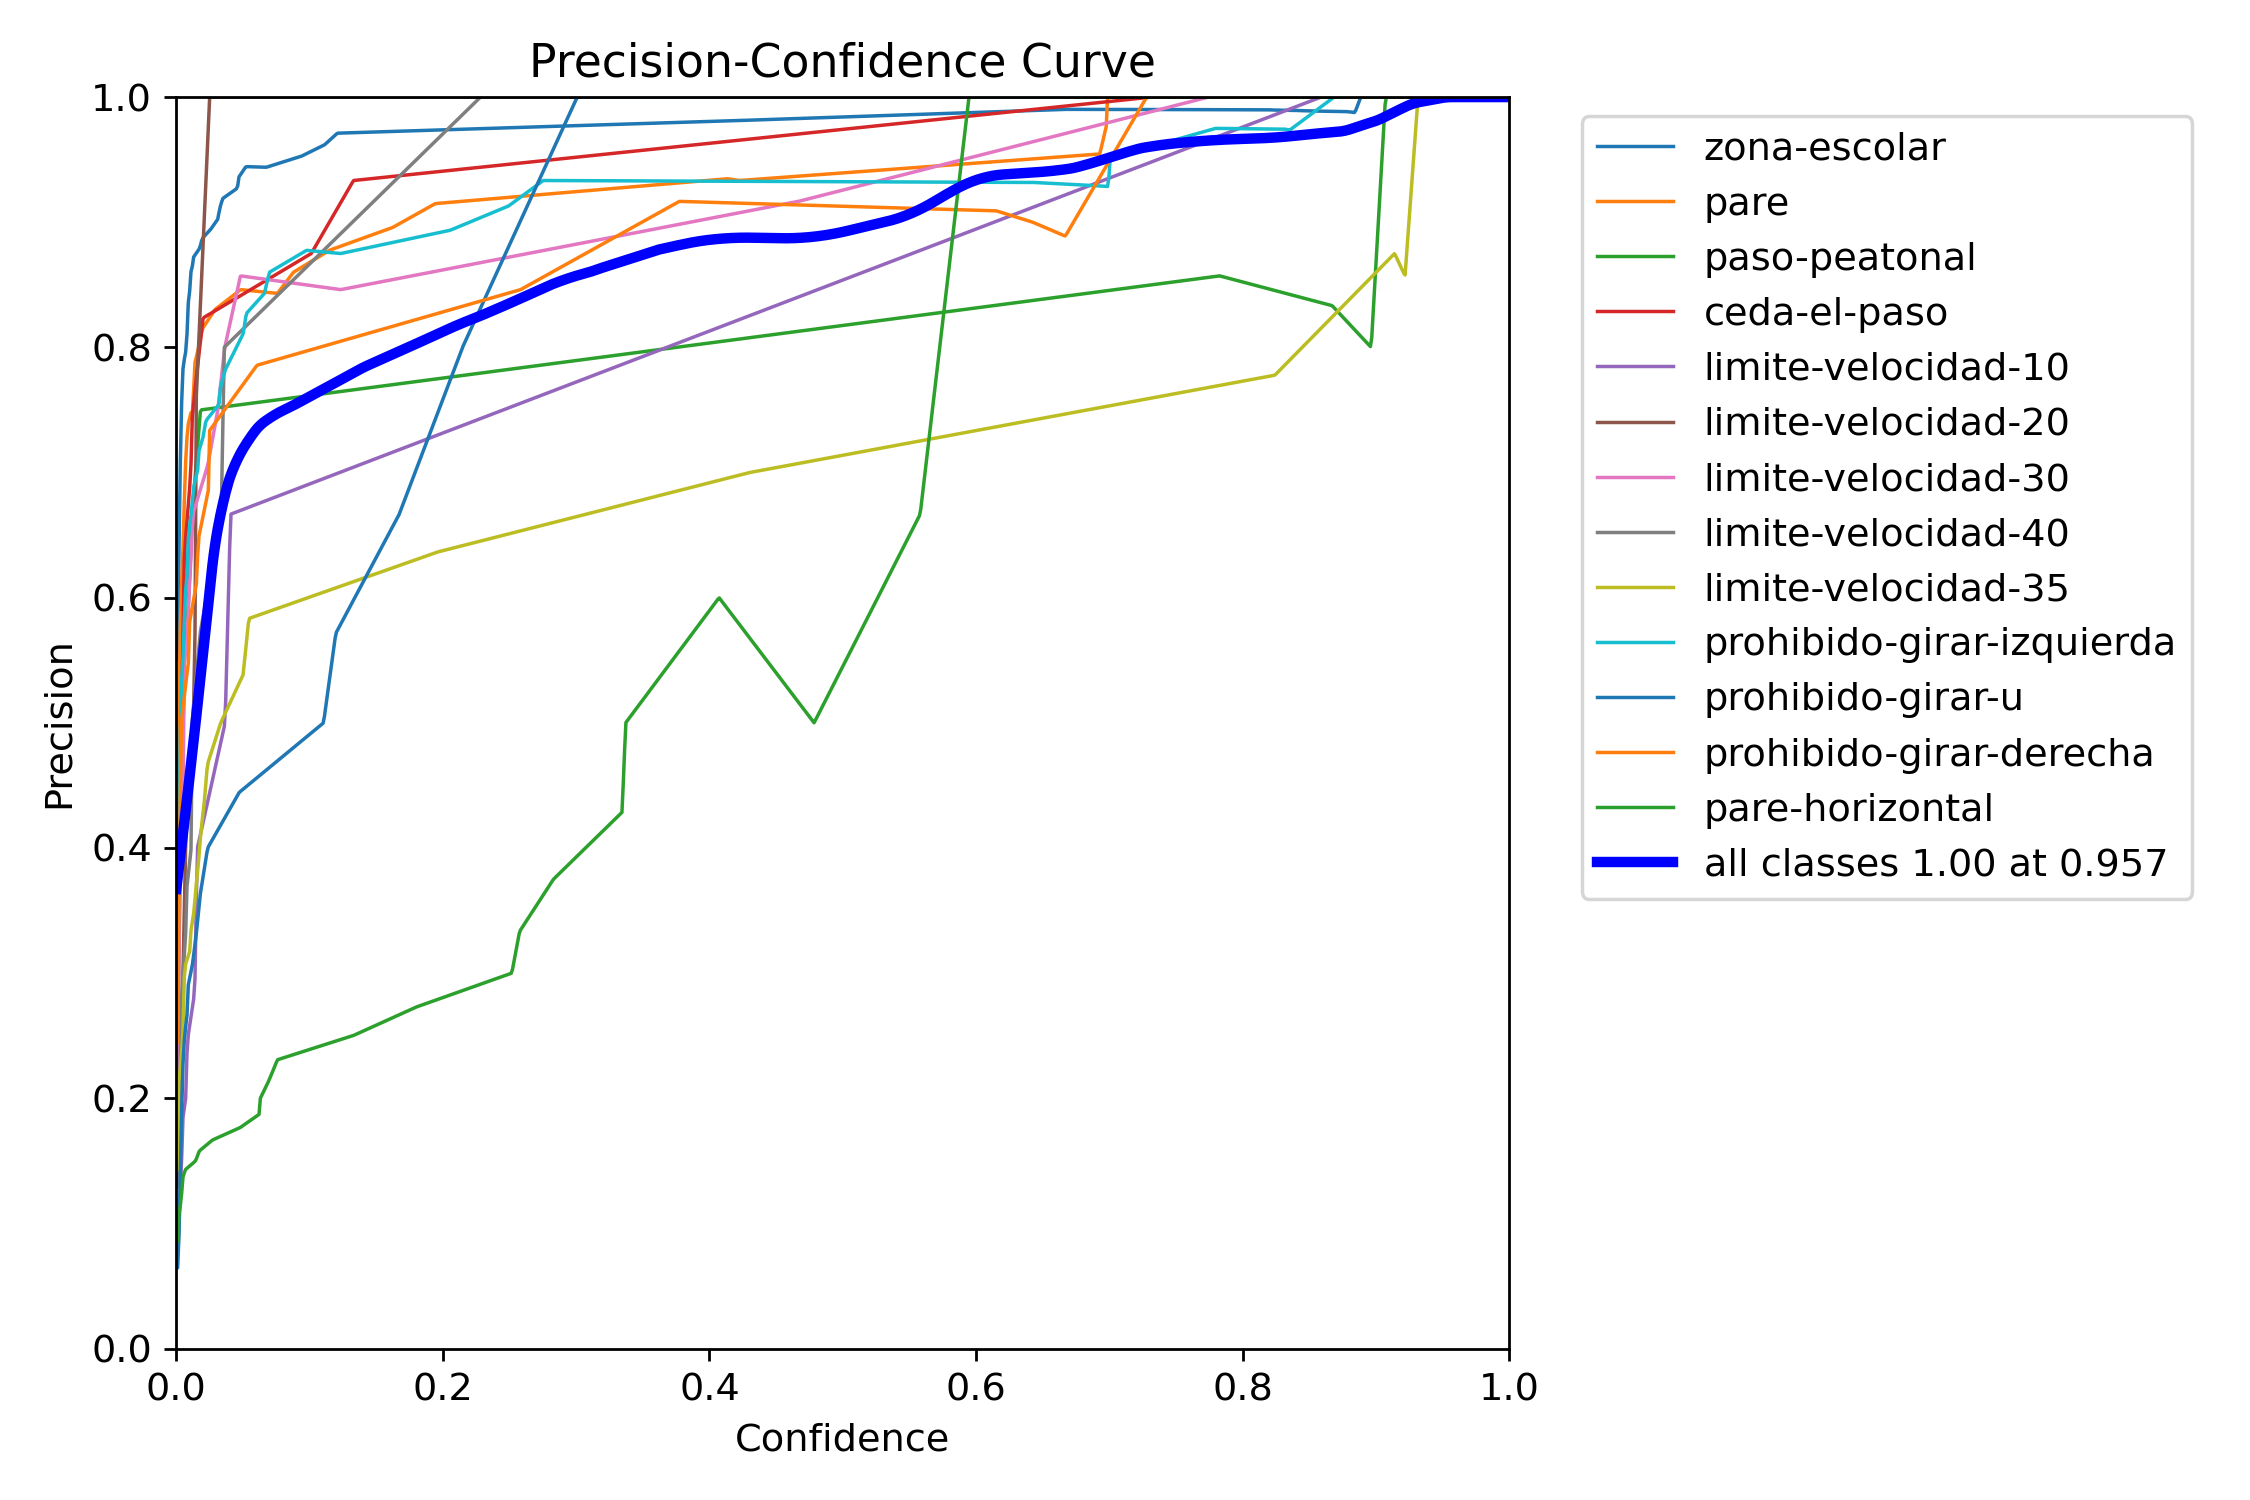 Precision-Confidence Curve
1.0
0.8
0.6
0.4
0.2
0.0
Precision
0.0 0.2 0.4 0.6 0.8 1.0
Confidence
zona-escolar
pare
paso-peatonal
ceda-el-paso
limite-velocidad-10
limite-velocidad-20
limite-velocidad-30
limite-velocidad-40
limite-velocidad-35
prohibido-girar-izquierda
prohibido-girar-u
prohibido-girar-derecha
pare-horizontal
all classes 1.00 at 0.957